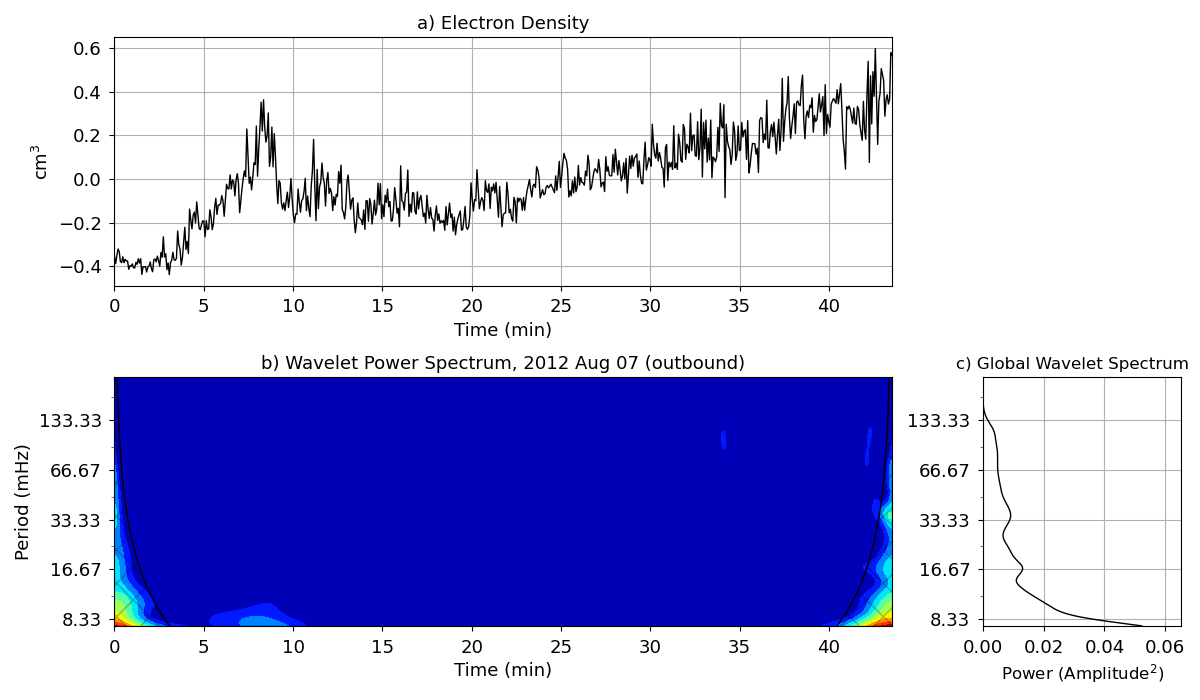 a) Electron Density
cm³
0.6
0.4
0.2
0.0
−0.2
−0.4
0 5 10 15 20 25 30 35 40
Time (min)
b) Wavelet Power Spectrum, 2012 Aug 07 (outbound)
Period (mHz)
133.33
66.67
33.33
16.67
8.33
0 5 10 15 20 25 30 35 40
Time (min)
c) Global Wavelet Spectrum
133.33
66.67
33.33
16.67
8.33
0.00 0.02 0.04 0.06
Power (Amplitude²)